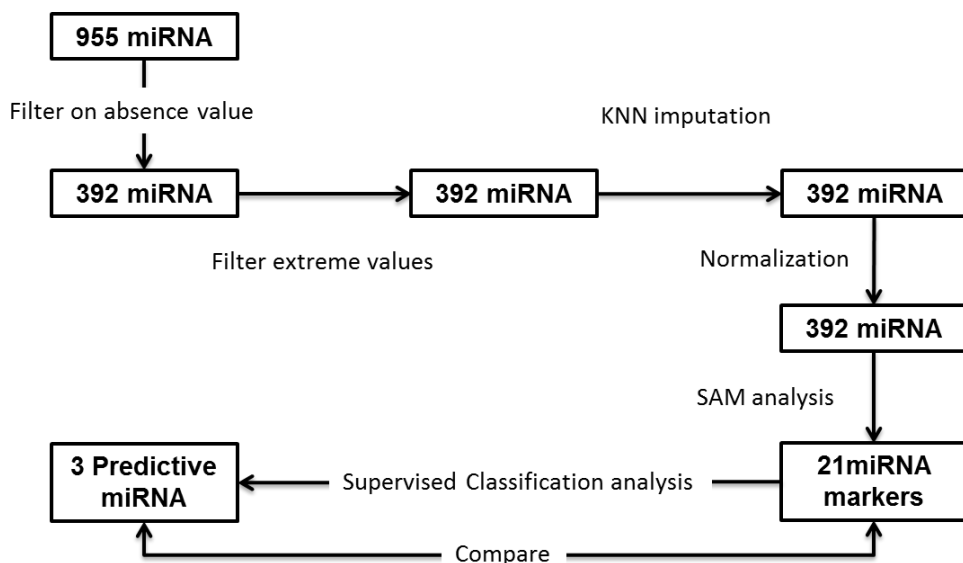 955 miRNA
Filter on absence value
KNN imputation
392 miRNA
392 miRNA
392 miRNA
Filter extreme values
Normalization
392 miRNA
SAM analysis
3 Predictive
miRNA
Supervised Classification analysis
21miRNA
markers
Compare